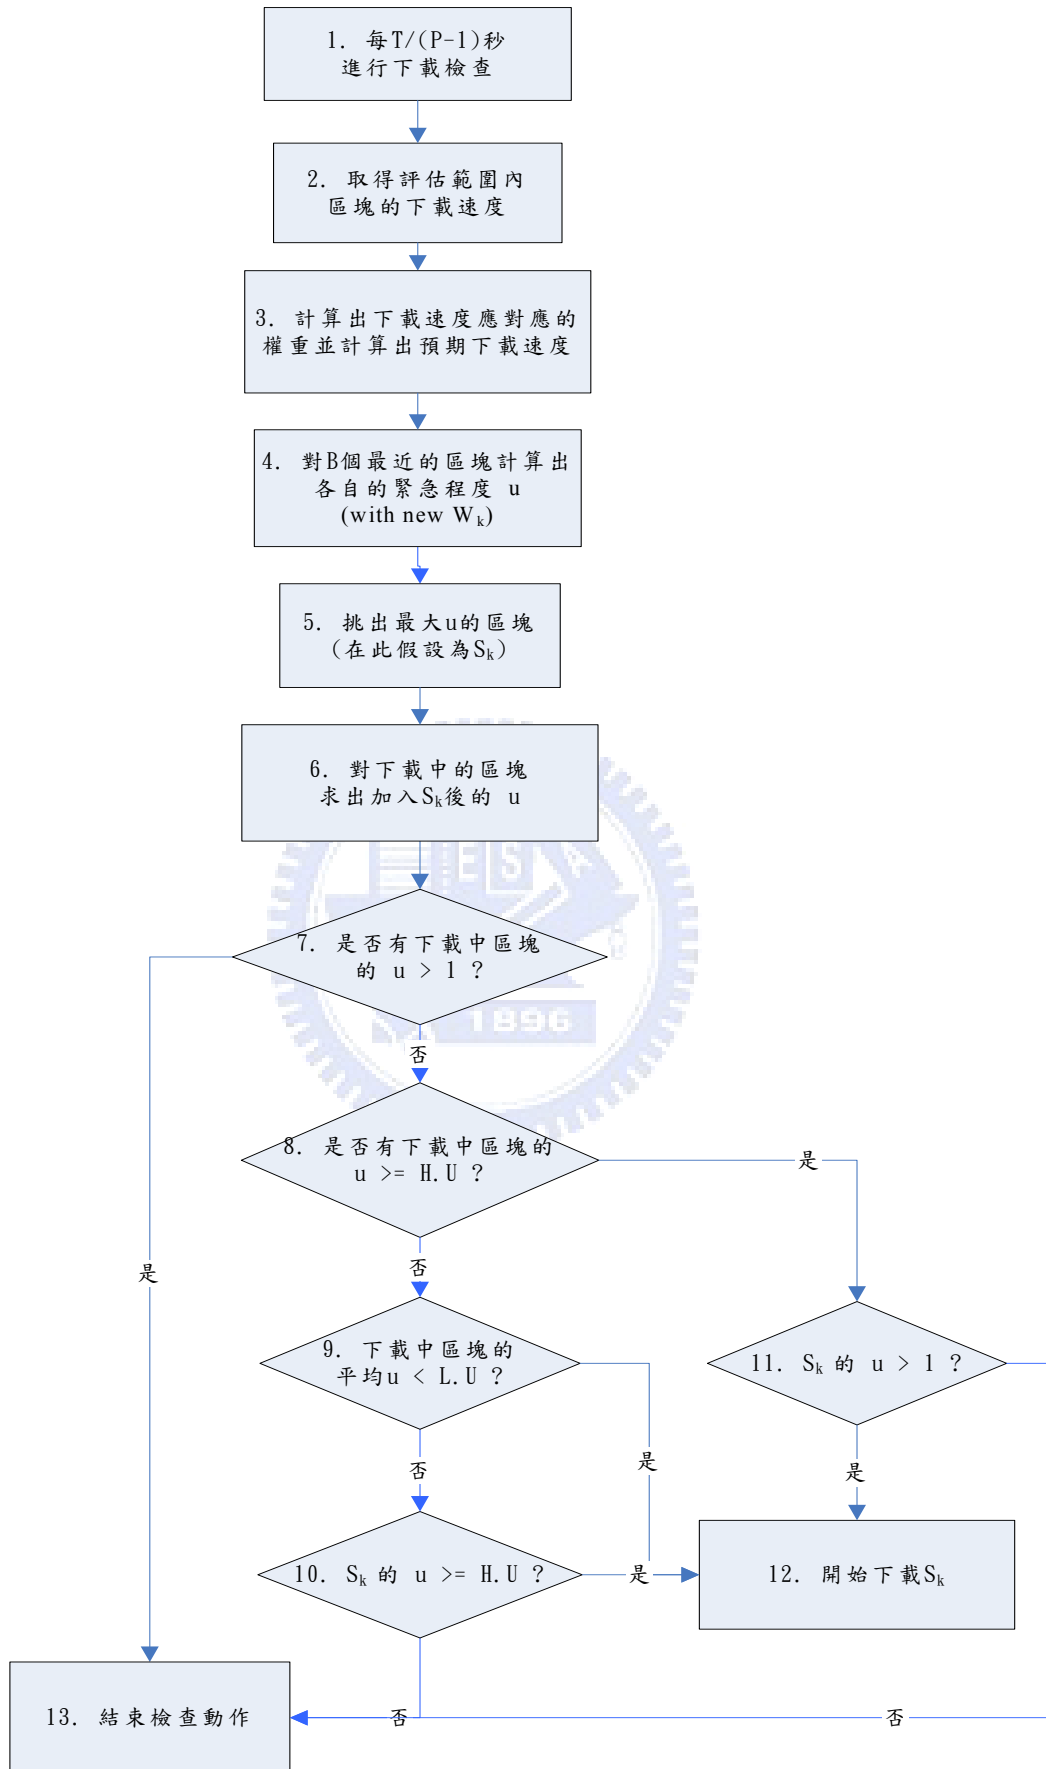 1. 每T/(P-1)秒
進行下載檢查
2. 取得評估範圍內
區塊的下載速度
3. 計算出下載速度應對應的
權重並計算出預期下載速度
4. 對B個最近的區塊計算出
各自的緊急程度 u
(with new Wₖ)
5. 挑出最大u的區塊
(在此假設為Sₖ)
6. 對下載中的區塊
求出加入Sₖ後的 u
ESA
7. 是否有下載中區塊
的 u > 1 ?
1896
否
8. 是否有下載中區塊的
u >= H.U ?
是
否
是
9. 下載中區塊的
平均u < L.U ?
11. Sₖ 的 u > 1 ?
是
否
是
10. Sₖ 的 u >= H.U ?
是
12. 開始下載Sₖ
13. 結束檢查動作
否
否